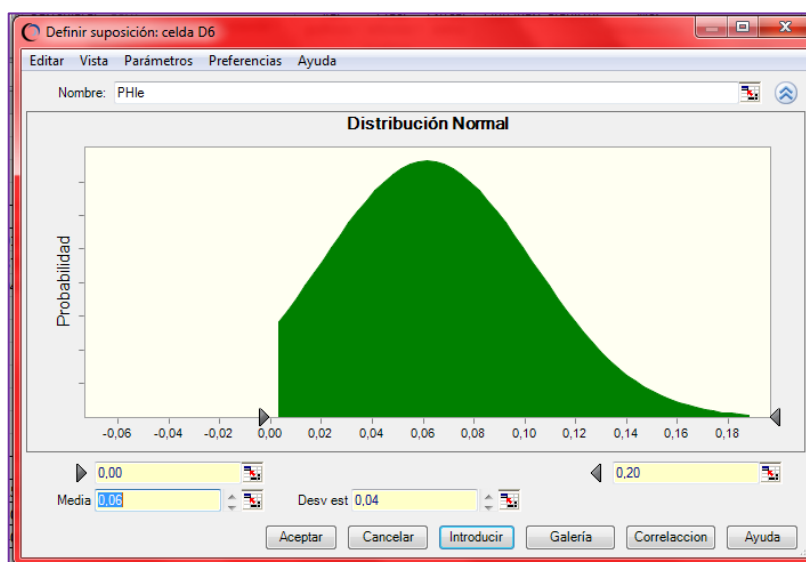 Definir suposición: celda D6
Editar Vista Parámetros Preferencias Ayuda
Nombre: PHle
Distribución Normal
Probabilidad
-0,06 -0,04 -0,02 0,00 0,02 0,04 0,06 0,08 0,10 0,12 0,14 0,16 0,18
0,00 0,20
Media 0,06 Desv est 0,04
Aceptar Cancelar Introducir Galería Correlaccion Ayuda